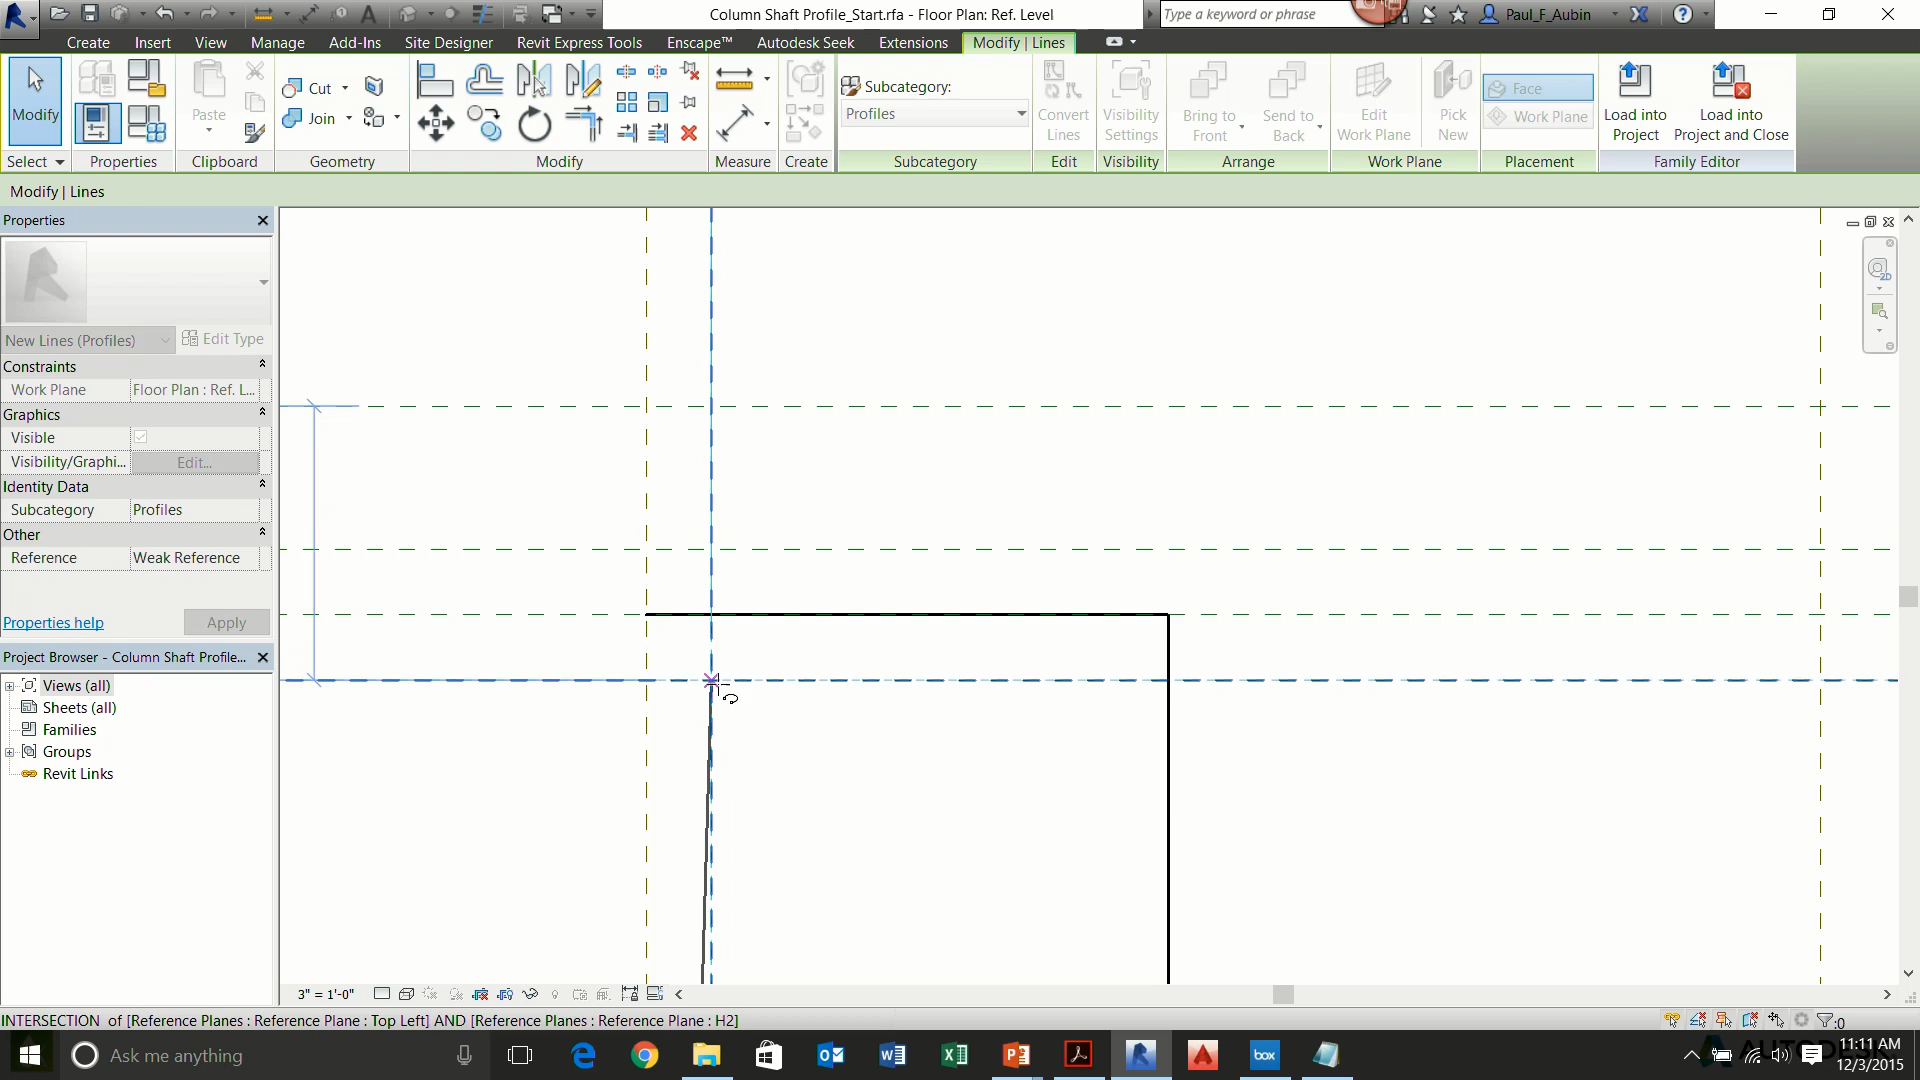 Column Shaft Profile_Start.rfa - Floor Plan: Ref. Level
Type a keyword or phrase
Paul_F_Aubin
Create Insert View Manage Add-Ins Site Designer Revit Express Tools Enscape™ Autodesk Seek Extensions Modify | Lines
Modify
Paste
Cut
Join
Subcategory:
Profiles
Convert Lines
Visibility Settings
Bring to Front
Send to Back
Edit Work Plane
Pick New
Face
Work Plane
Load into Project
Load into Project and Close
Select Properties Clipboard Geometry Modify Measure Create Subcategory Edit Visibility Arrange Work Plane Placement Family Editor
Modify | Lines
Properties
New Lines (Profiles) Edit Type
Constraints
Work Plane Floor Plan : Ref. L...
Graphics
Visible
Visibility/Graphi... Edit...
Identity Data
Subcategory Profiles
Other
Reference Weak Reference
Properties help Apply
Project Browser - Column Shaft Profile...
Views (all)
Sheets (all)
Families
Groups
Revit Links
2D
3" = 1'-0"
INTERSECTION of [Reference Planes : Reference Plane : Top Left] AND [Reference Planes : Reference Plane : H2]
:0
Ask me anything
box
11:11 AM
12/3/2015